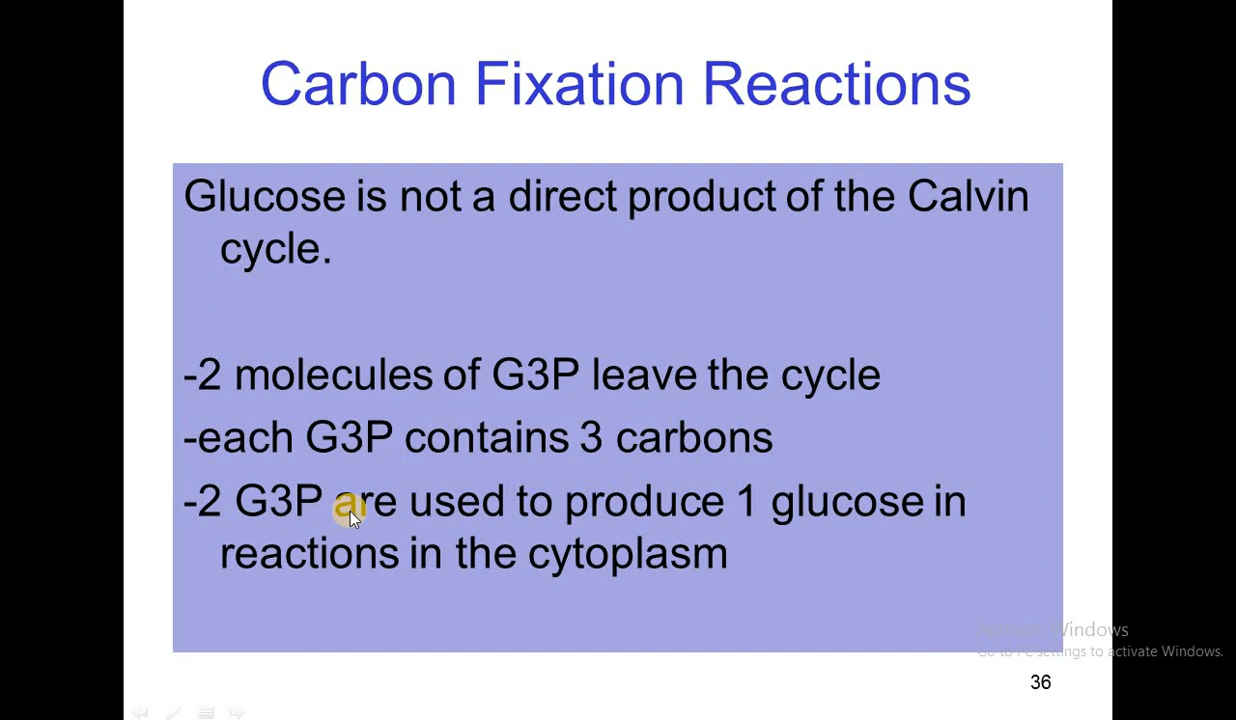 Carbon Fixation Reactions
Glucose is not a direct product of the Calvin
cycle.
-2 molecules of G3P leave the cycle
-each G3P contains 3 carbons
-2 G3P are used to produce 1 glucose in
reactions in the cytoplasm
Activate Windows
Go to PC settings to activate Windows.
36